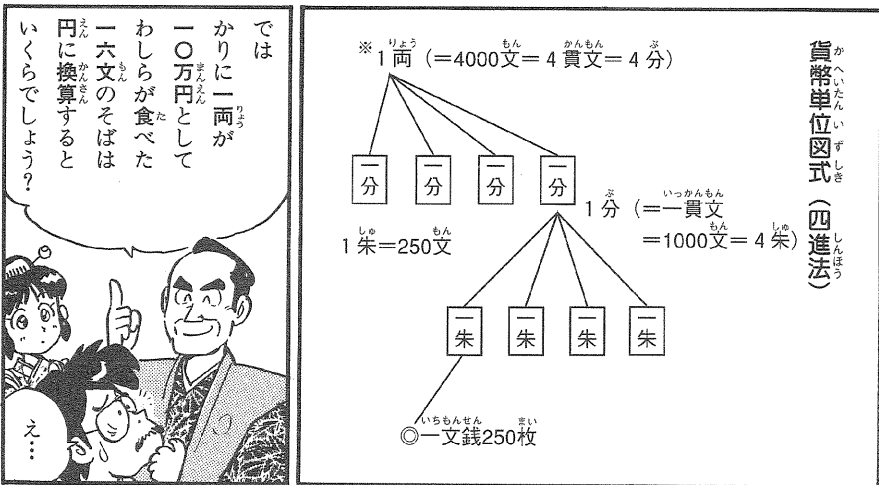 貨幣単位図式（四進法）
※1両（＝4000文＝4貫文＝4分）
一分
一分
一分
一分
1分（＝一貫文
＝1000文＝4朱）
1朱＝250文
一朱
一朱
一朱
一朱
◎一文銭250枚
では
かりに一両が
一〇万円として
わしらが食べた
一六文のそばは
円に換算すると
いくらでしょう？
え…